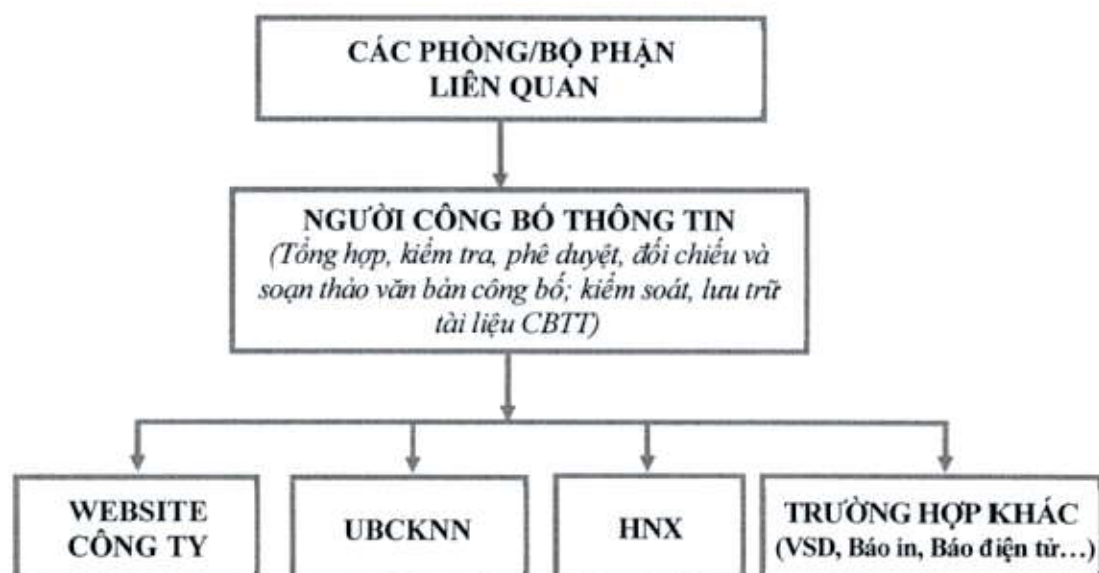 CÁC PHÒNG/BỘ PHẬN
LIÊN QUAN
NGƯỜI CÔNG BỐ THÔNG TIN
(Tổng hợp, kiểm tra, phê duyệt, đối chiếu và
soạn thảo văn bản công bố; kiểm soát, lưu trữ
tài liệu CBTT)
WEBSITE
CÔNG TY
UBCKNN
HNX
TRƯỜNG HỢP KHÁC
(VSD, Báo in, Báo điện tử...)